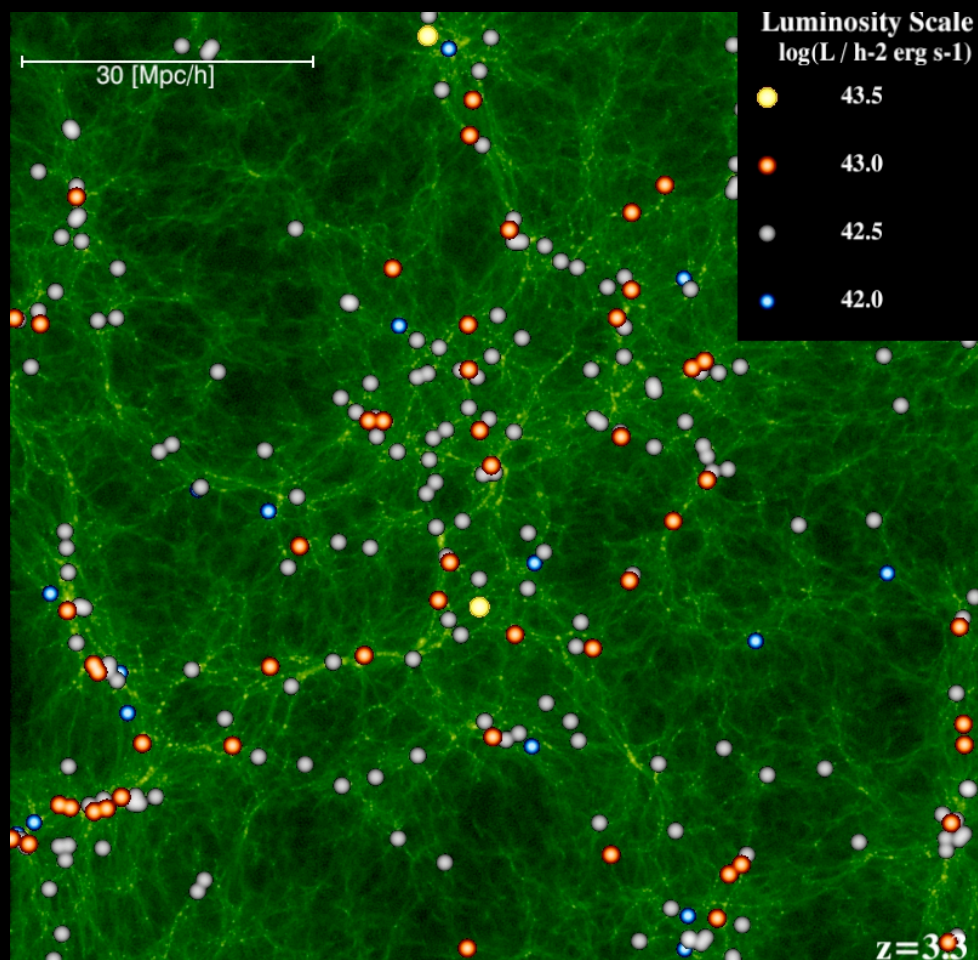 Luminosity Scale
log(L / h-2 erg s-1)
30 [Mpc/h]
43.5
43.0
42.5
42.0
z=3.3